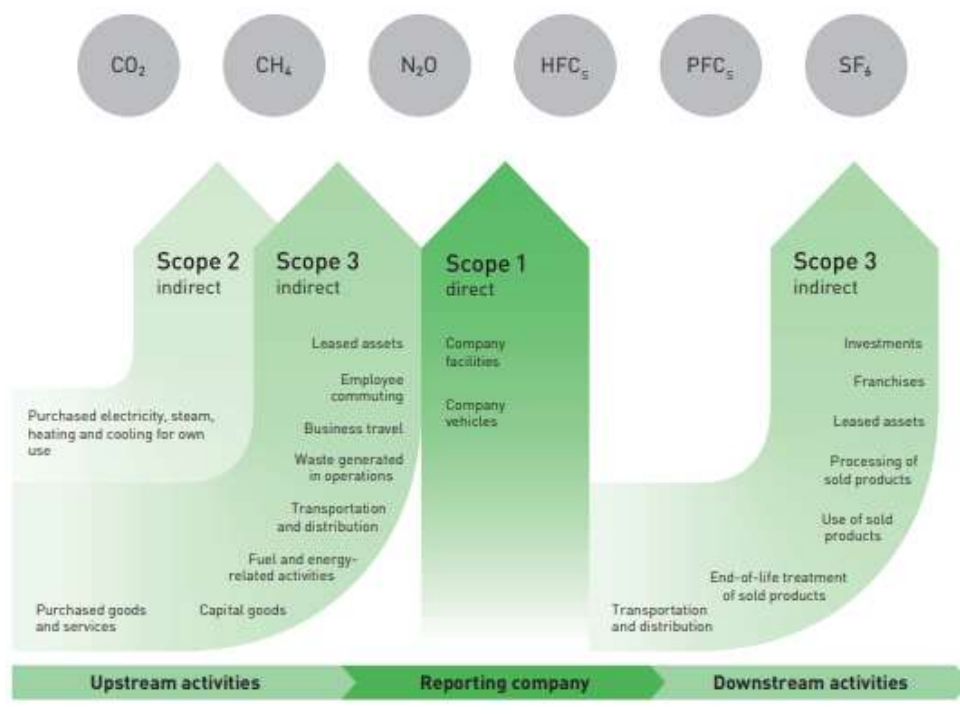 CO₂
CH₄
N₂O
HFCₛ
PFCₛ
SF₆
Scope 2
indirect
Purchased electricity, steam,
heating and cooling for own
use
Scope 3
indirect
Leased assets
Employee
commuting
Business travel
Waste generated
in operations
Transportation
and distribution
Fuel and energy-
related activities
Capital goods
Purchased goods
and services
Scope 1
direct
Company
facilities
Company
vehicles
Scope 3
indirect
Investments
Franchises
Leased assets
Processing of
sold products
Use of sold
products
End-of-life treatment
of sold products
Transportation
and distribution
Upstream activities
Reporting company
Downstream activities